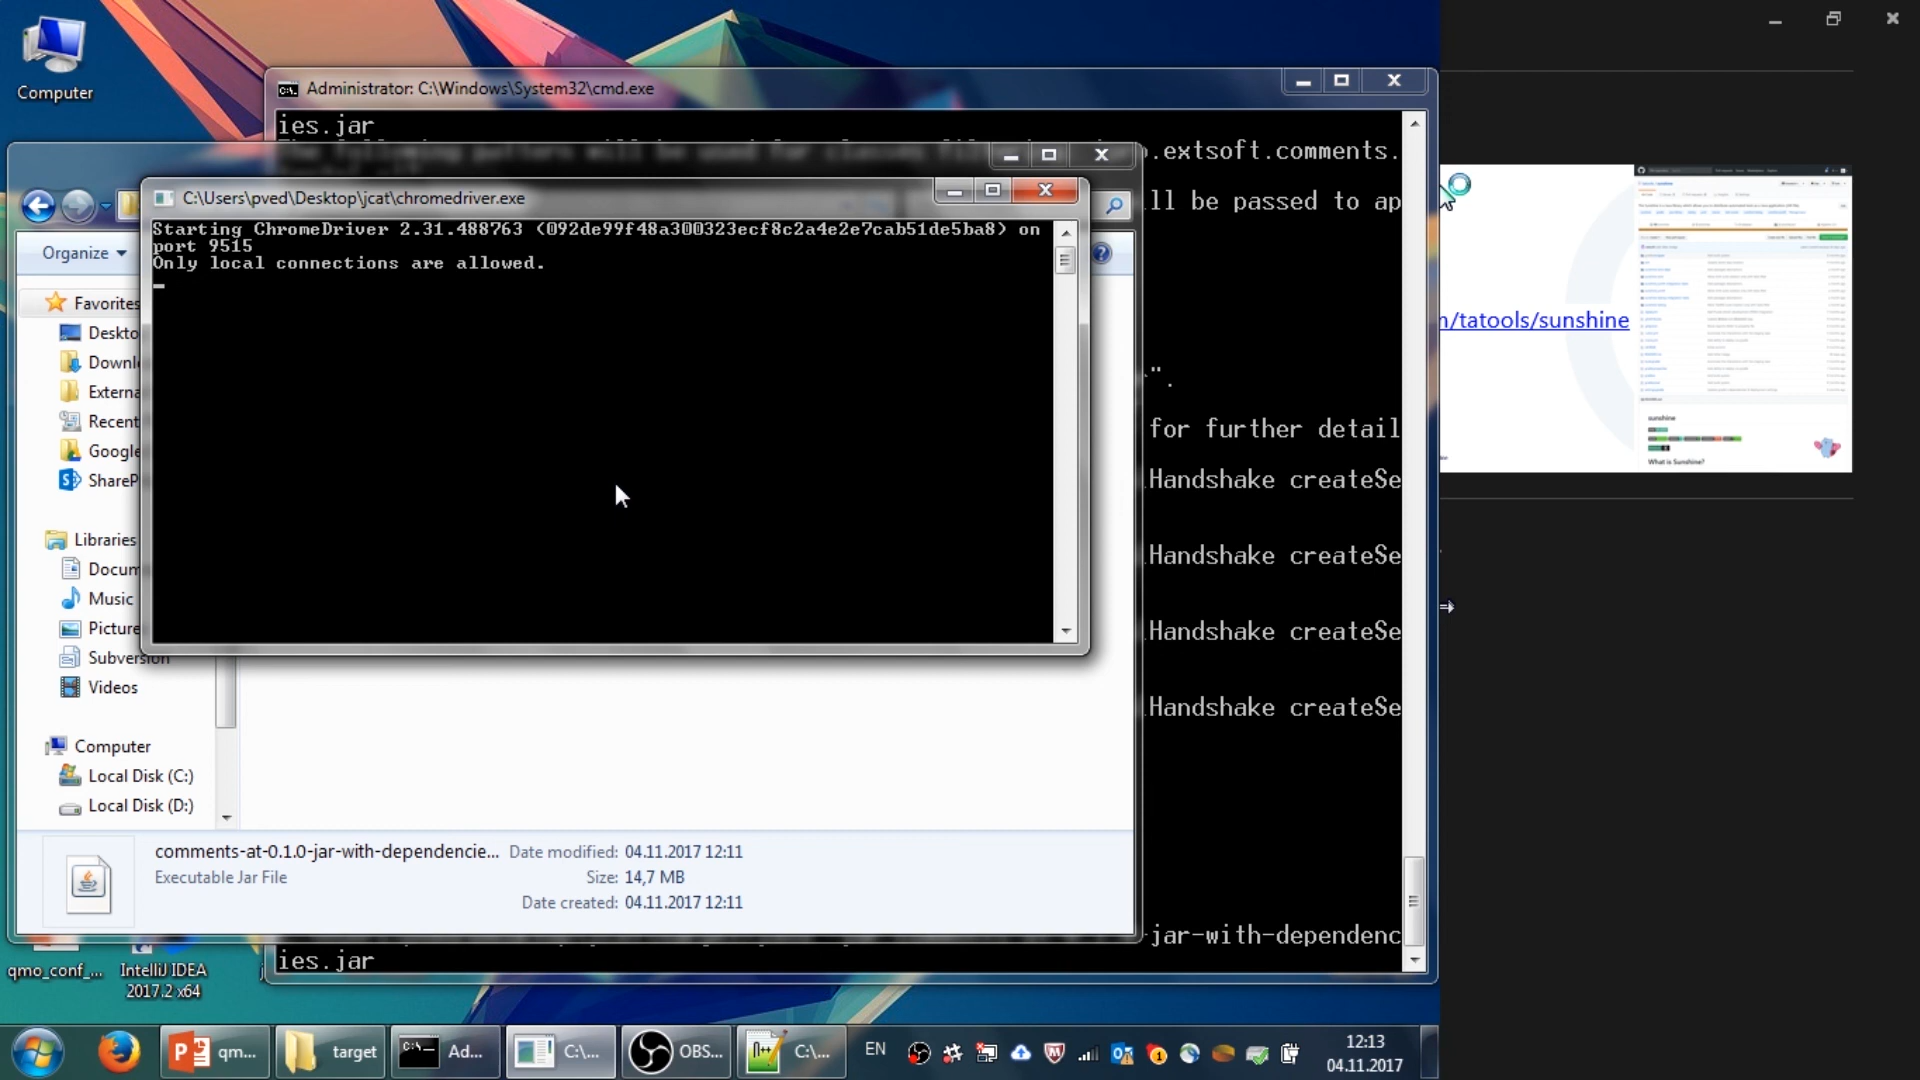 Computer
Administrator: C:\Windows\System32\cmd.exe
ies.jar
.extsoft.comments.
ll be passed to ap
".
for further detail
Handshake createSe
Handshake createSe
Handshake createSe
Handshake createSe
jar-with-dependenc
ies.jar
C:\Users\pved\Desktop\jcat\chromedriver.exe
Starting ChromeDriver 2.31.488763 (092de99f48a300323ecf8c2a4e2e7cab51de5ba8) on
port 9515
Only local connections are allowed.
Organize
Favorites
Deskto
Downl
Externa
Recent
Google
ShareP
Libraries
Docum
Music
Picture
Subversion
Videos
Computer
Local Disk (C:)
Local Disk (D:)
comments-at-0.1.0-jar-with-dependencie... Date modified: 04.11.2017 12:11
Executable Jar File Size: 14,7 MB
Date created: 04.11.2017 12:11
/tatools/sunshine
sunshine
What is Sunshine?
qmo_conf_...
IntelliJ IDEA
2017.2 x64
qm...
target
Ad...
C:\...
OBS...
C:\...
EN
12:13
04.11.2017